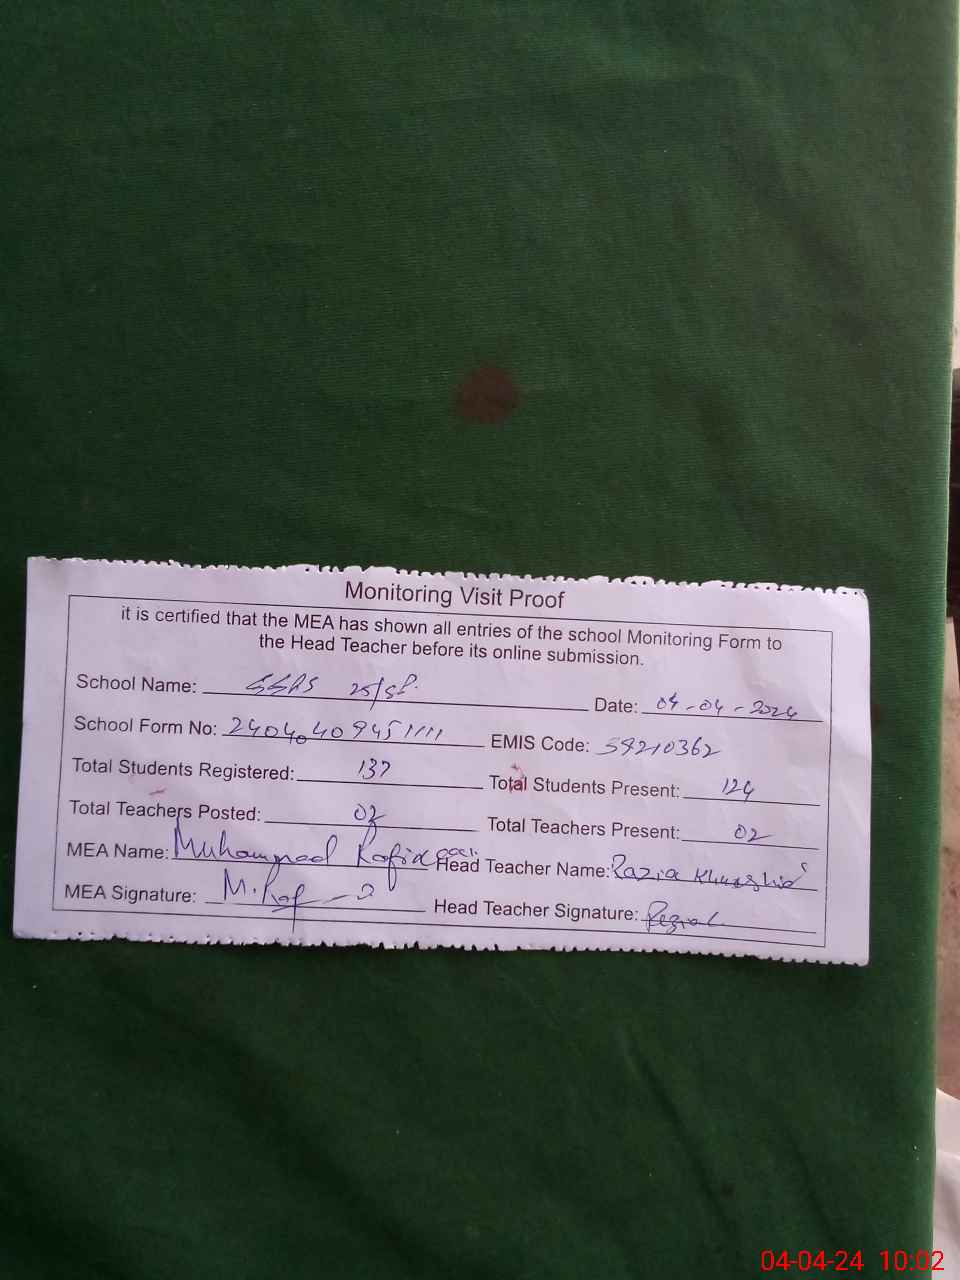 Monitoring Visit Proof
it is certified that the MEA has shown all entries of the school Monitoring Form to
the Head Teacher before its online submission.
School Name: 25/SP. Date: 04-04-2024
School Form No: EMIS Code: 39210362
Total Students Registered: 137 Total Students Present: 124
Total Teachers Posted: 02 Total Teachers Present: 02
MEA Name: Muhammad Rafiq Head Teacher Name: Razia Khurshid
MEA Signature: M. Raf Head Teacher Signature: Razia
04-04-24 10:02